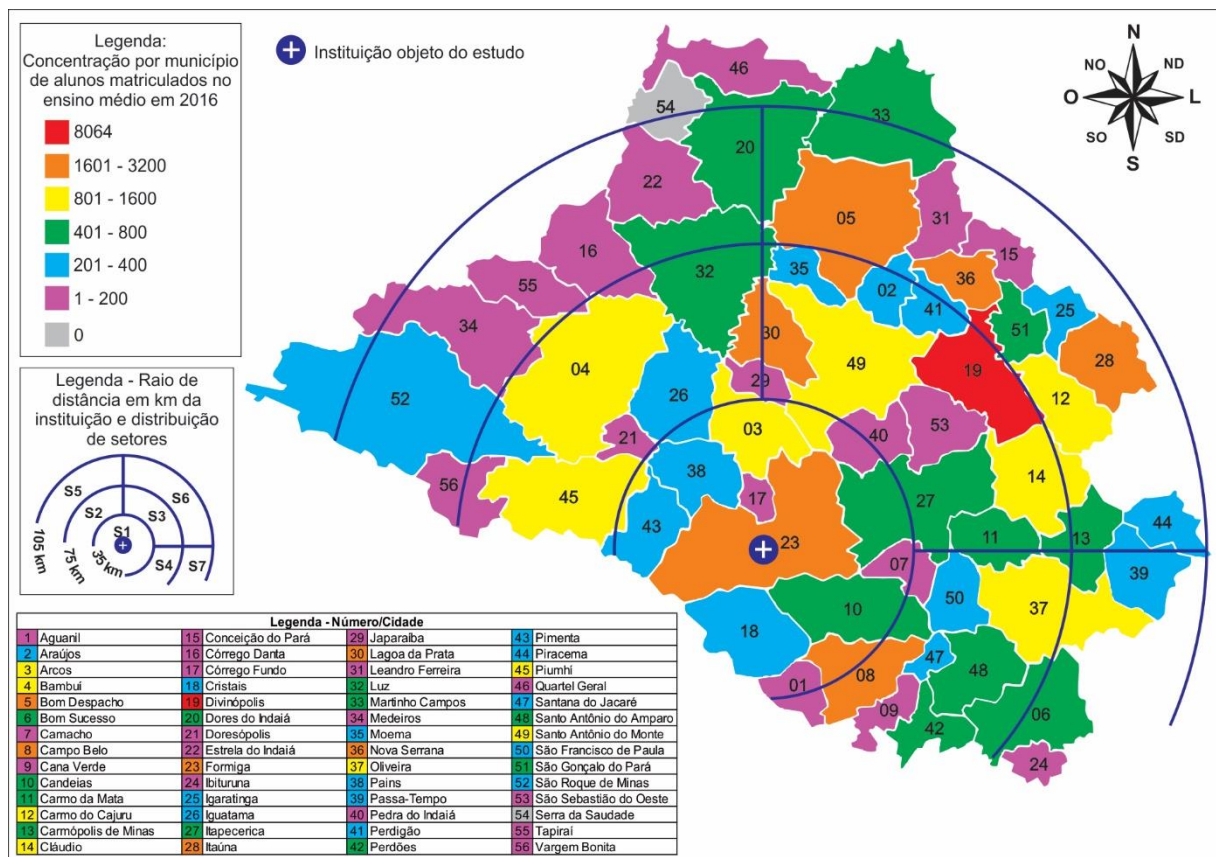 Legenda:
Concentração por município
de alunos matriculados no
ensino médio em 2016
8064
1601 - 3200
801 - 1600
401 - 800
201 - 400
1 - 200
0
Instituição objeto do estudo
N
NO ND
O L
SO SD
S
46
54
33
20
22
05
31
16
15
32
35
02
36
55
41
25
34
30
51
28
04
49
19
29
52
26
12
03
53
21
40
38
56
45
17
14
27
43
44
11
13
23
07
39
50
37
10
18
47
48
01
08
09
06
42
24
Legenda - Raio de
distância em km da
instituição e distribuição
de setores
S5
S6
S2
S1
S3
S4
S7
105 km
75 km
35 km
Legenda - Número/Cidade
1 Aguanil 15 Conceição do Pará 29 Japaraiba 43 Pimenta
2 Araújos 16 Córrego Danta 30 Lagoa da Prata 44 Piracema
3 Arcos 17 Córrego Fundo 31 Leandro Ferreira 45 Piumhí
4 Bambuí 18 Cristais 32 Luz 46 Quartel Geral
5 Bom Despacho 19 Divinópolis 33 Martinho Campos 47 Santana do Jacaré
6 Bom Sucesso 20 Dores do Indaiá 34 Medeiros 48 Santo Antônio do Amparo
7 Camacho 21 Doresópolis 35 Moema 49 Santo Antônio do Monte
8 Campo Belo 22 Estrela do Indaiá 36 Nova Serrana 50 São Francisco de Paula
9 Cana Verde 23 Formiga 37 Oliveira 51 São Gonçalo do Pará
10 Candeias 24 Ibituruna 38 Pains 52 São Roque de Minas
11 Carmo da Mata 25 Igaratinga 39 Passa-Tempo 53 São Sebastião do Oeste
12 Carmo do Cajuru 26 Iguatama 40 Pedra do Indaiá 54 Serra da Saudade
13 Carmópolis de Minas 27 Itapecerica 41 Perdigão 55 Tapiraí
14 Cláudio 28 Itaúna 42 Perdões 56 Vargem Bonita